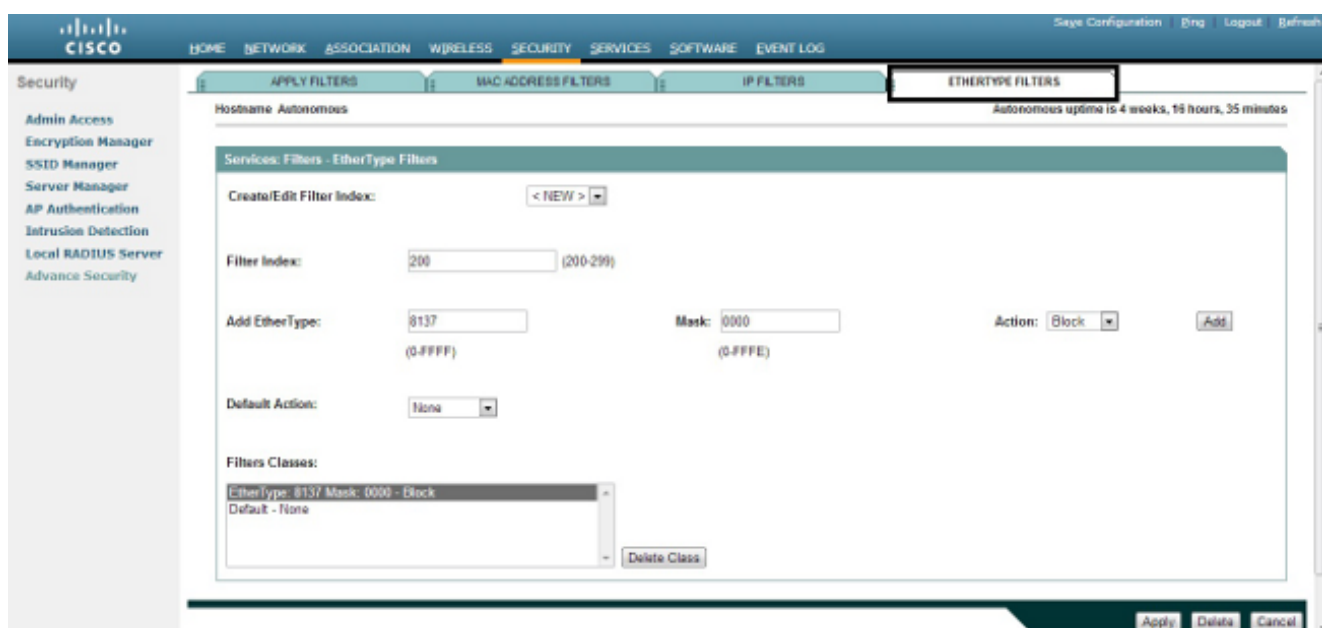 Save Configuration Ping Logout Refresh
CISCO
HOME NETWORK ASSOCIATION WIRELESS SECURITY SERVICES SOFTWARE EVENT LOG
Security
APPLY FILTERS MAC ADDRESS FILTERS IP FILTERS ETHERTYPE FILTERS
Hostname Autonomous Autonomous uptime is 4 weeks, 16 hours, 35 minutes
Admin Access
Encryption Manager
SSID Manager
Server Manager
AP Authentication
Intrusion Detection
Local RADIUS Server
Advance Security
Services: Filters - EtherType Filters
Create/Edit Filter Index: < NEW >
Filter Index: 200 (200-299)
Add EtherType: 8137 Mask: 0000 Action: Block Add
(0-FFFF) (0-FFFE)
Default Action: None
Filters Classes:
EtherType: 8137 Mask: 0000 - Block
Default - None
Delete Class
Apply Delete Cancel